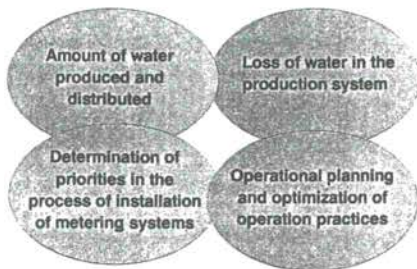 Amount of water
produced and
distributed
Loss of water in the
production system
Determination of
priorities in the
process of installation
of metering systems
Operational planning
and optimization of
operation practices